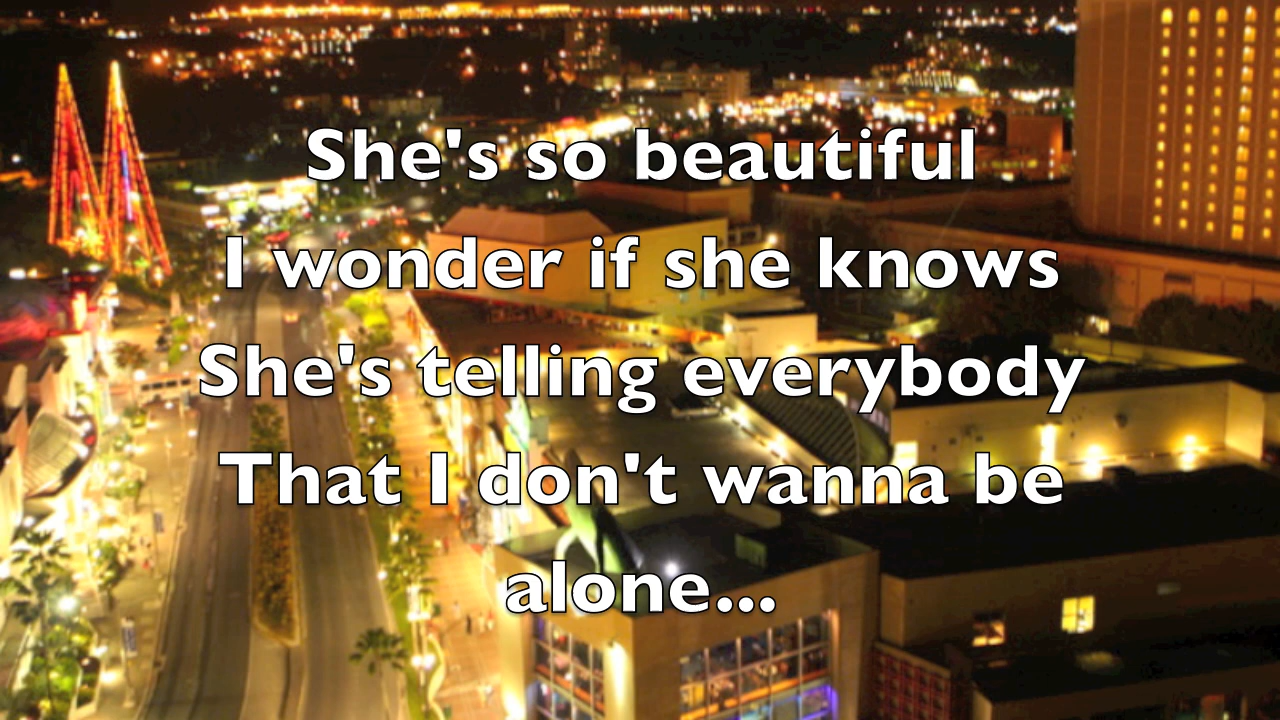 She's so beautiful
I wonder if she knows
She's telling everybody
That I don't wanna be
alone...